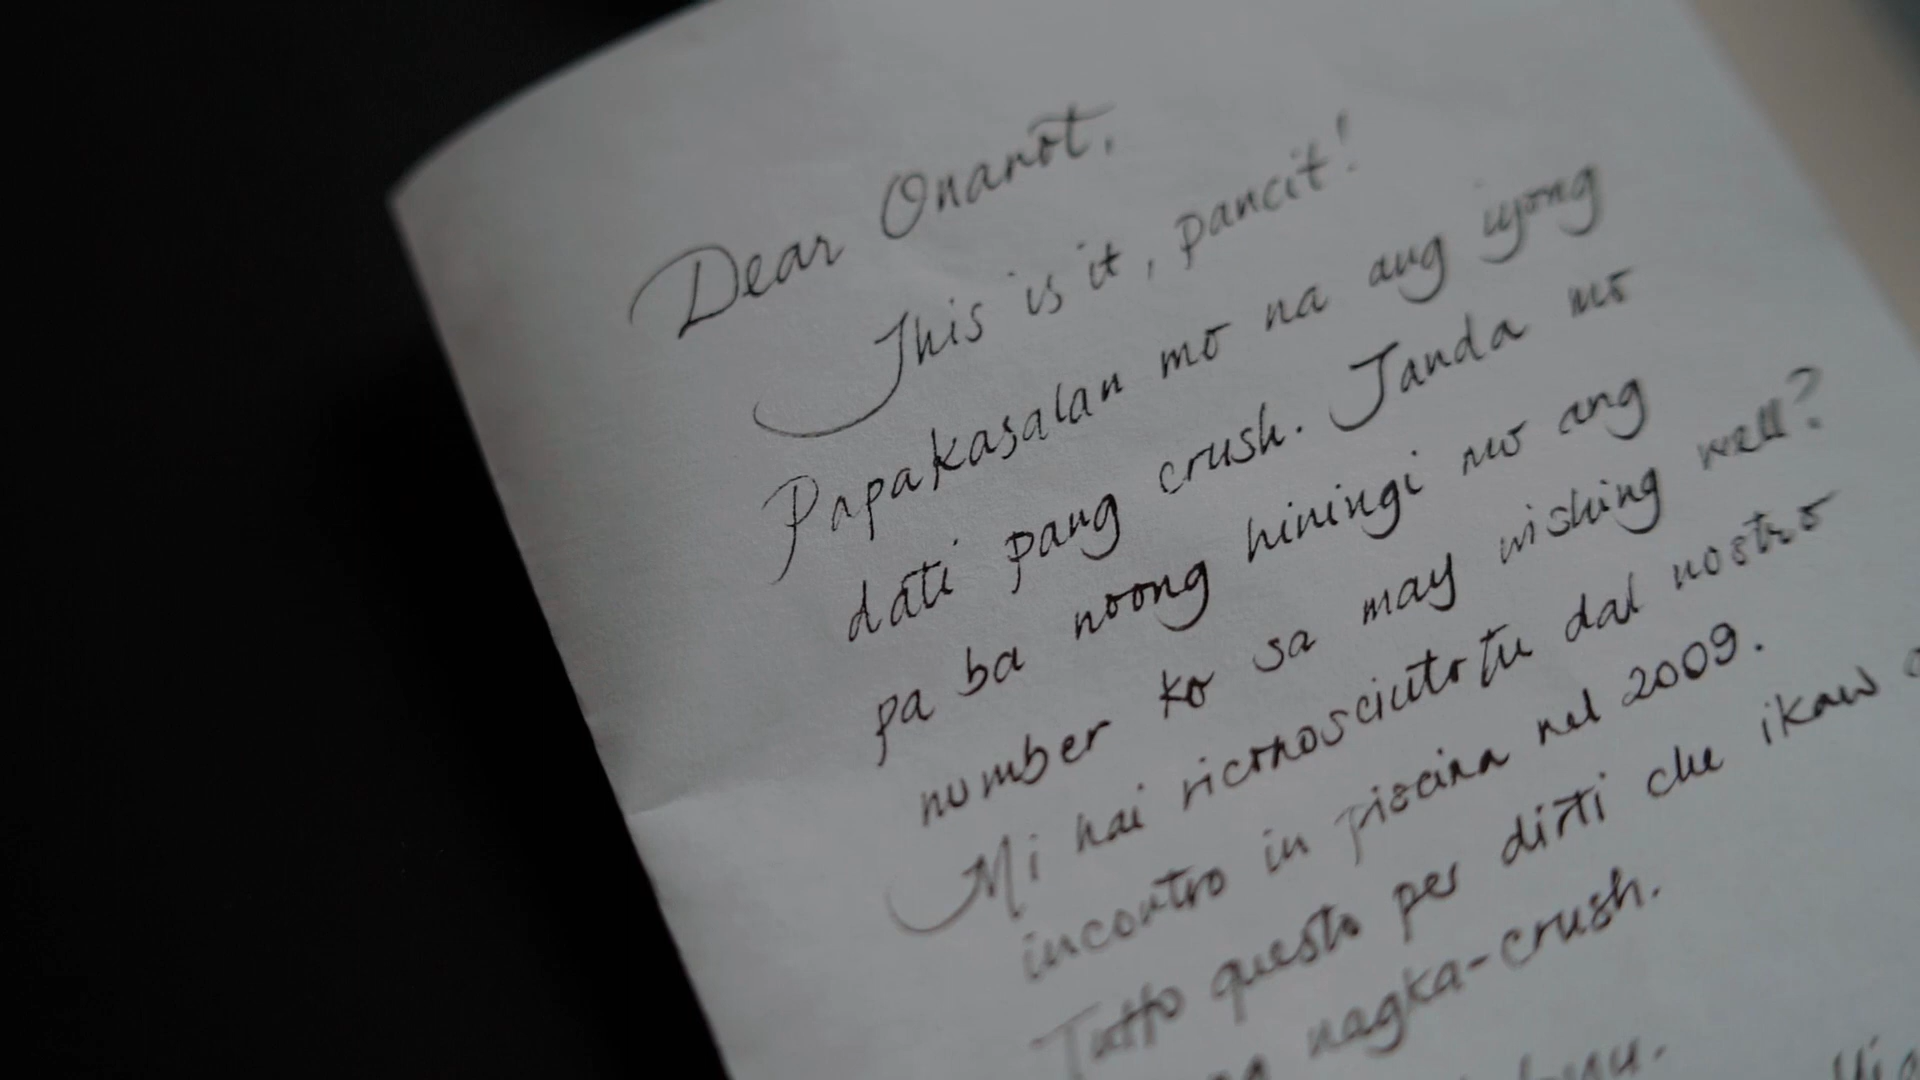 Dear Onarot,
This is it, pancit!
Papakasalan mo na ang iyong
dati pang crush. Tanda mo
pa ba noong hiningi mo ang
number ko sa may wishing well?
Mi hai riconosciuto tu dal nostro
incontro in piscina nel 2009.
Tutto questo per dirti che ikaw
nagka-crush.